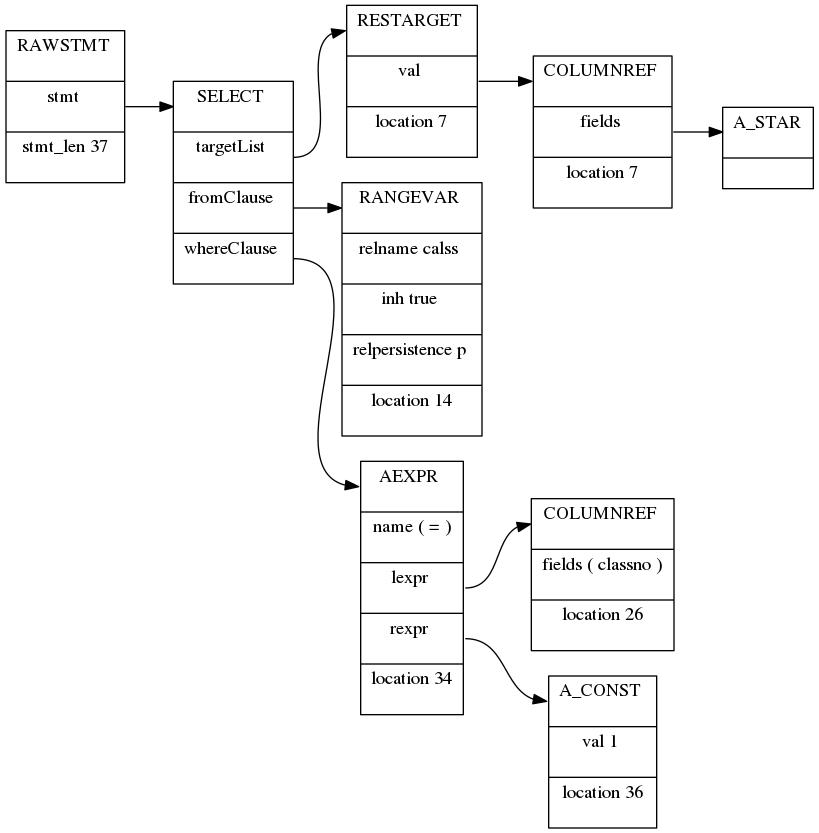 RAWSTMT
stmt
stmt_len 37
SELECT
targetList
fromClause
whereClause
RESTARGET
val
location 7
COLUMNREF
fields
location 7
A_STAR
RANGEVAR
relname calss
inh true
relpersistence p
location 14
AEXPR
name ( = )
lexpr
rexpr
location 34
COLUMNREF
fields ( classno )
location 26
A_CONST
val 1
location 36